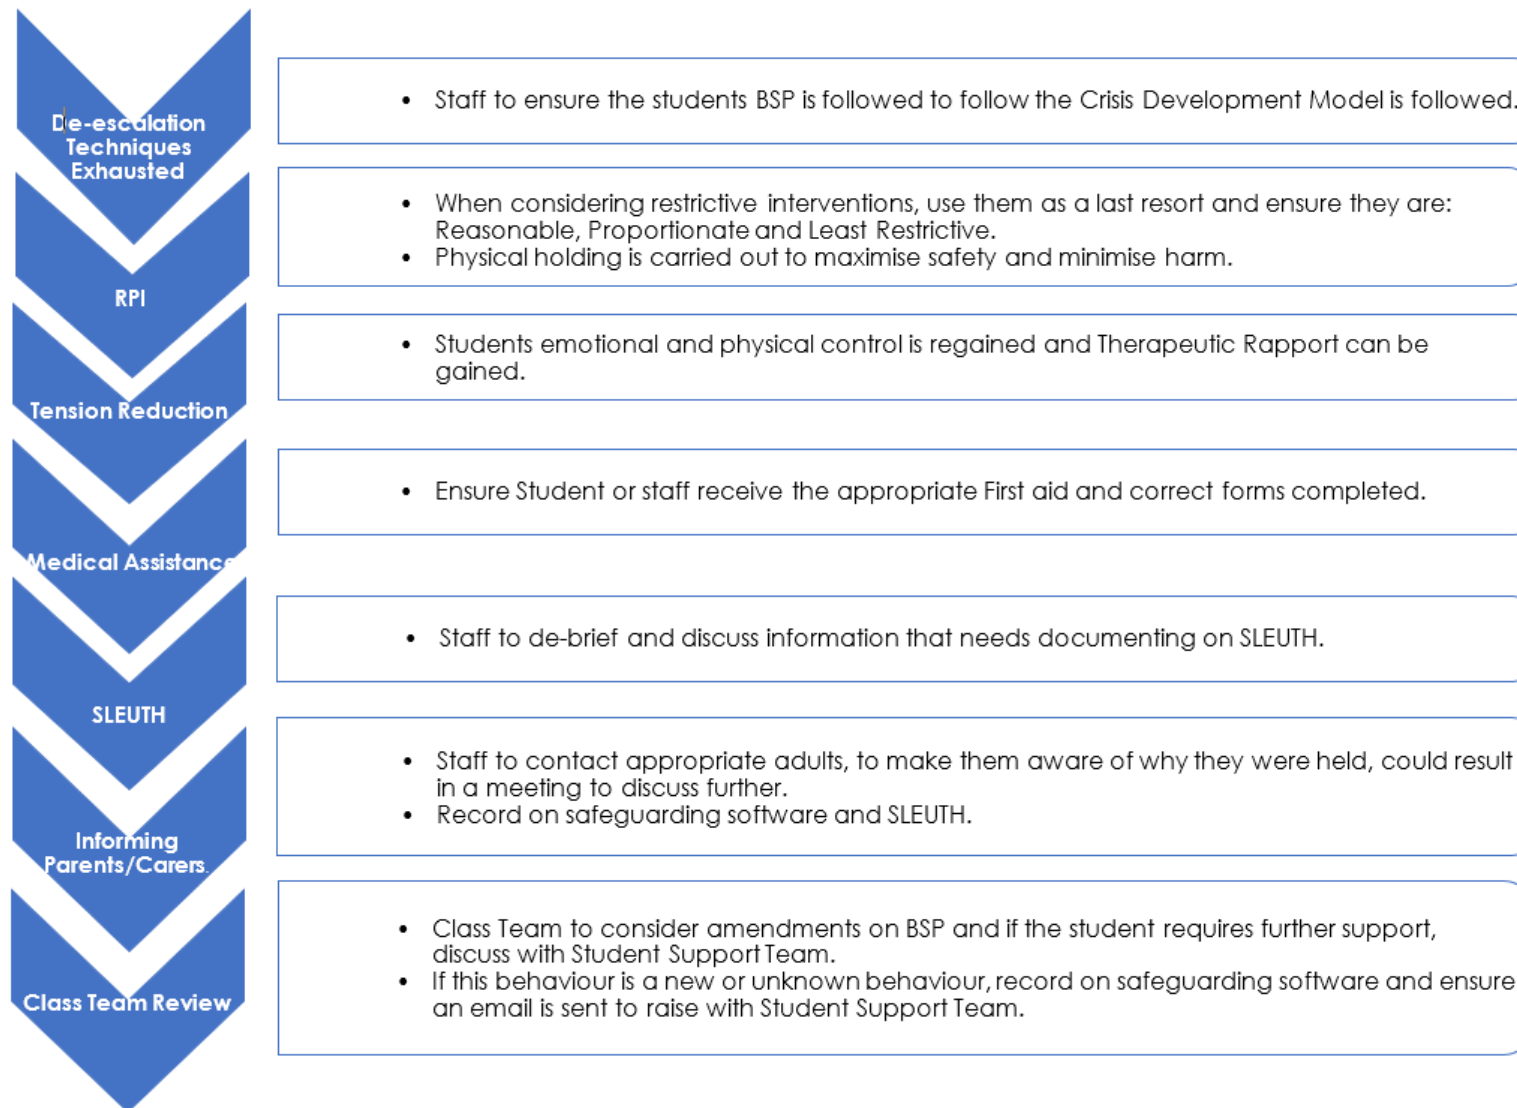 De-escalation
Techniques
Exhausted
• Staff to ensure the students BSP is followed to follow the Crisis Development Model is followed.
RPI
• When considering restrictive interventions, use them as a last resort and ensure they are:
Reasonable, Proportionate and Least Restrictive.
• Physical holding is carried out to maximise safety and minimise harm.
Tension Reduction
• Students emotional and physical control is regained and Therapeutic Rapport can be
gained.
Medical Assistance
• Ensure Student or staff receive the appropriate First aid and correct forms completed.
SLEUTH
• Staff to de-brief and discuss information that needs documenting on SLEUTH.
Informing
Parents/Carers.
• Staff to contact appropriate adults, to make them aware of why they were held, could result
in a meeting to discuss further.
• Record on safeguarding software and SLEUTH.
Class Team Review
• Class Team to consider amendments on BSP and if the student requires further support,
discuss with Student Support Team.
• If this behaviour is a new or unknown behaviour, record on safeguarding software and ensure
an email is sent to raise with Student Support Team.